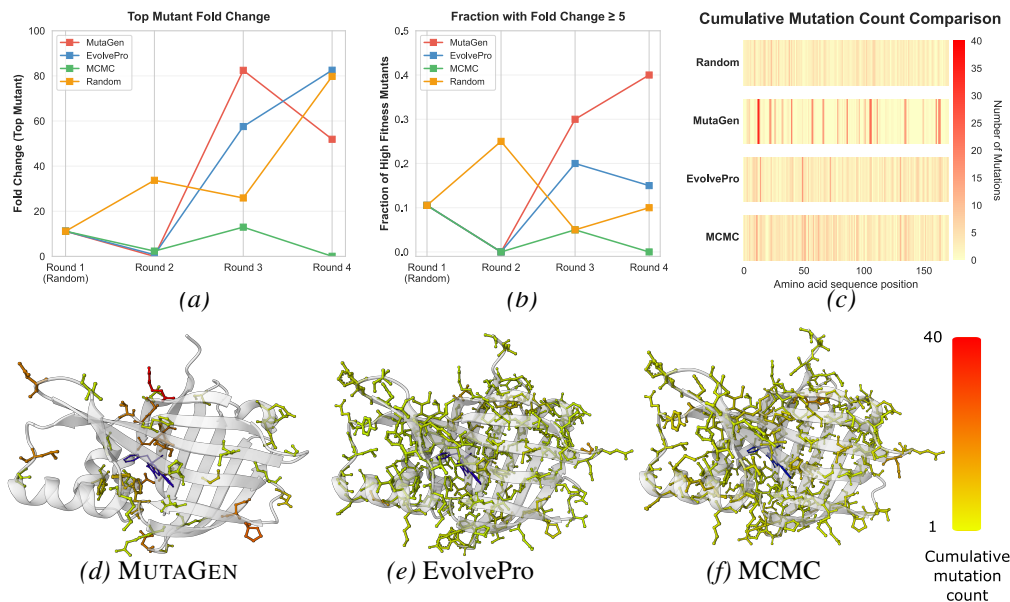 Top Mutant Fold Change
Fold Change (Top Mutant)
100
80
60
40
20
0
MutaGen
EvolvePro
MCMC
Random
Round 1
(Random)
Round 2
Round 3
Round 4
(a)
Fraction with Fold Change ≥ 5
Fraction of High Fitness Mutants
0.5
0.4
0.3
0.2
0.1
0.0
MutaGen
EvolvePro
MCMC
Random
Round 1
(Random)
Round 2
Round 3
Round 4
(b)
Cumulative Mutation Count Comparison
Random
MutaGen
EvolvePro
MCMC
0 50 100 150
Amino acid sequence position
40
35
30
25
20
15
10
5
0
Number of Mutations
(c)
(d) MUTAGEN
(e) EvolvePro
(f) MCMC
40
1
Cumulative
mutation
count